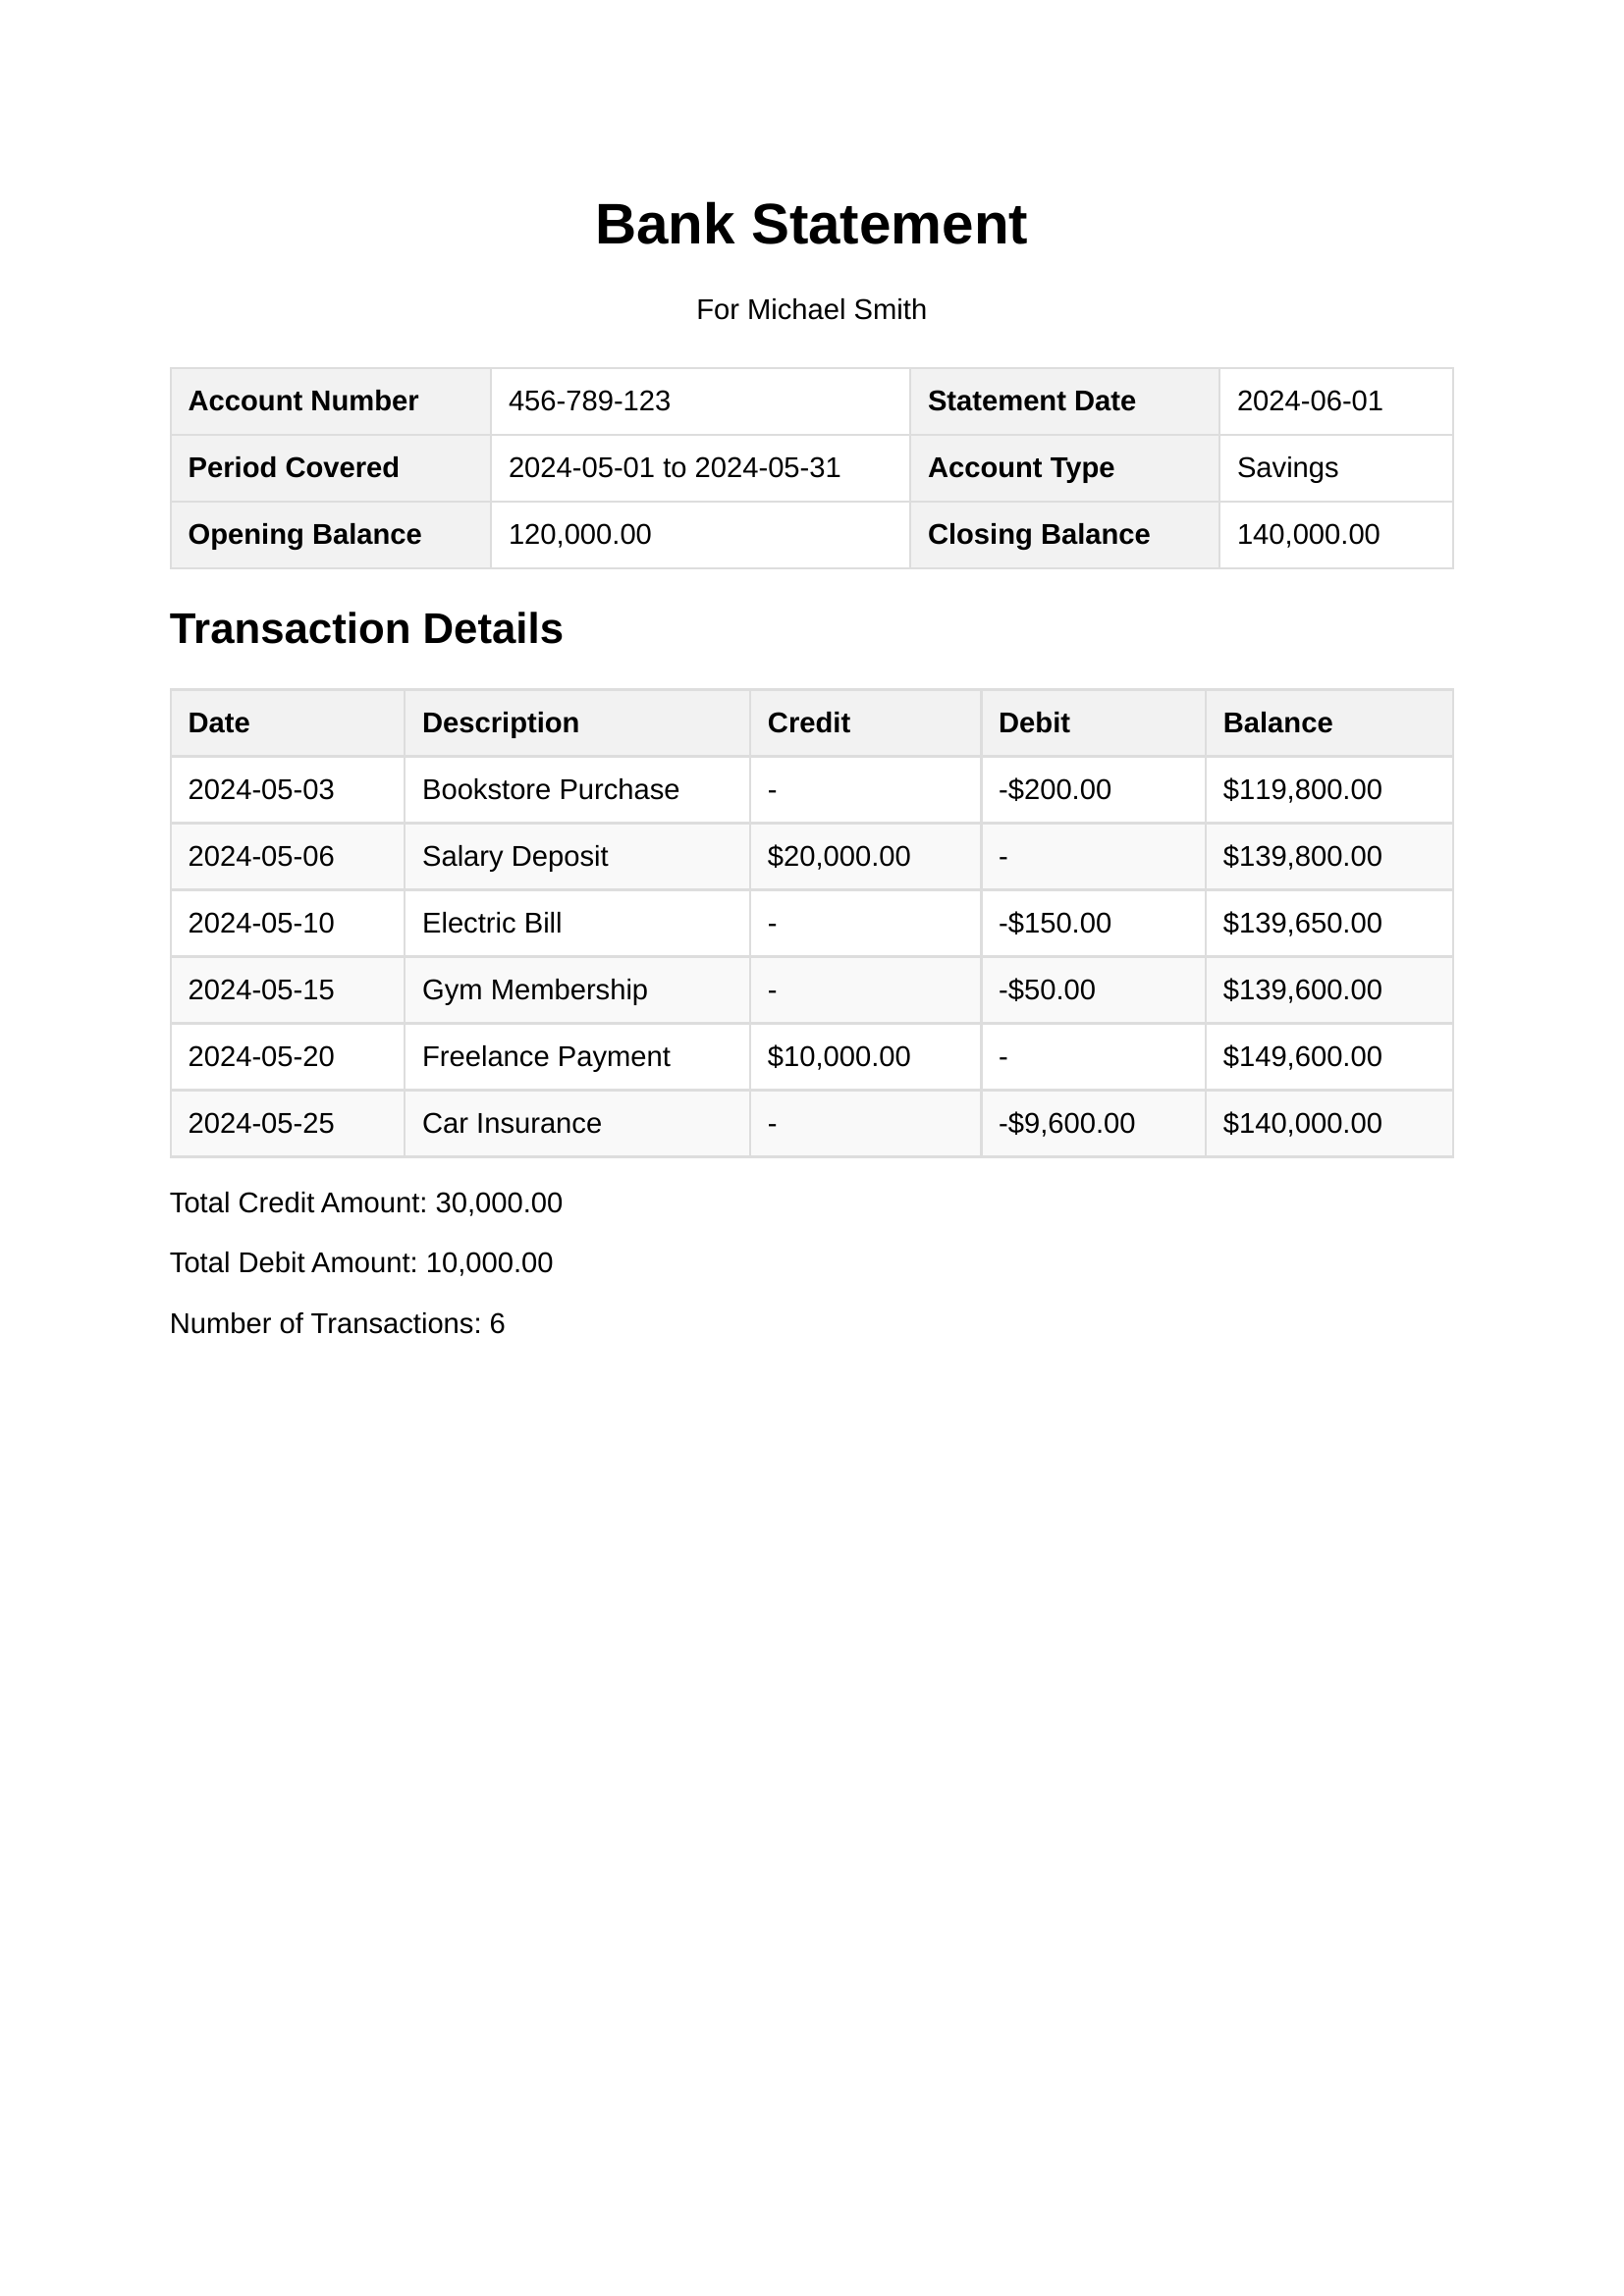 Bank Statement
For Michael Smith
Account Number 456-789-123 Statement Date 2024-06-01
Period Covered 2024-05-01 to 2024-05-31 Account Type Savings
Opening Balance 120,000.00 Closing Balance 140,000.00
Transaction Details
Date Description Credit Debit Balance
2024-05-03 Bookstore Purchase - -$200.00 $119,800.00
2024-05-06 Salary Deposit $20,000.00 - $139,800.00
2024-05-10 Electric Bill - -$150.00 $139,650.00
2024-05-15 Gym Membership - -$50.00 $139,600.00
2024-05-20 Freelance Payment $10,000.00 - $149,600.00
2024-05-25 Car Insurance - -$9,600.00 $140,000.00
Total Credit Amount: 30,000.00
Total Debit Amount: 10,000.00
Number of Transactions: 6